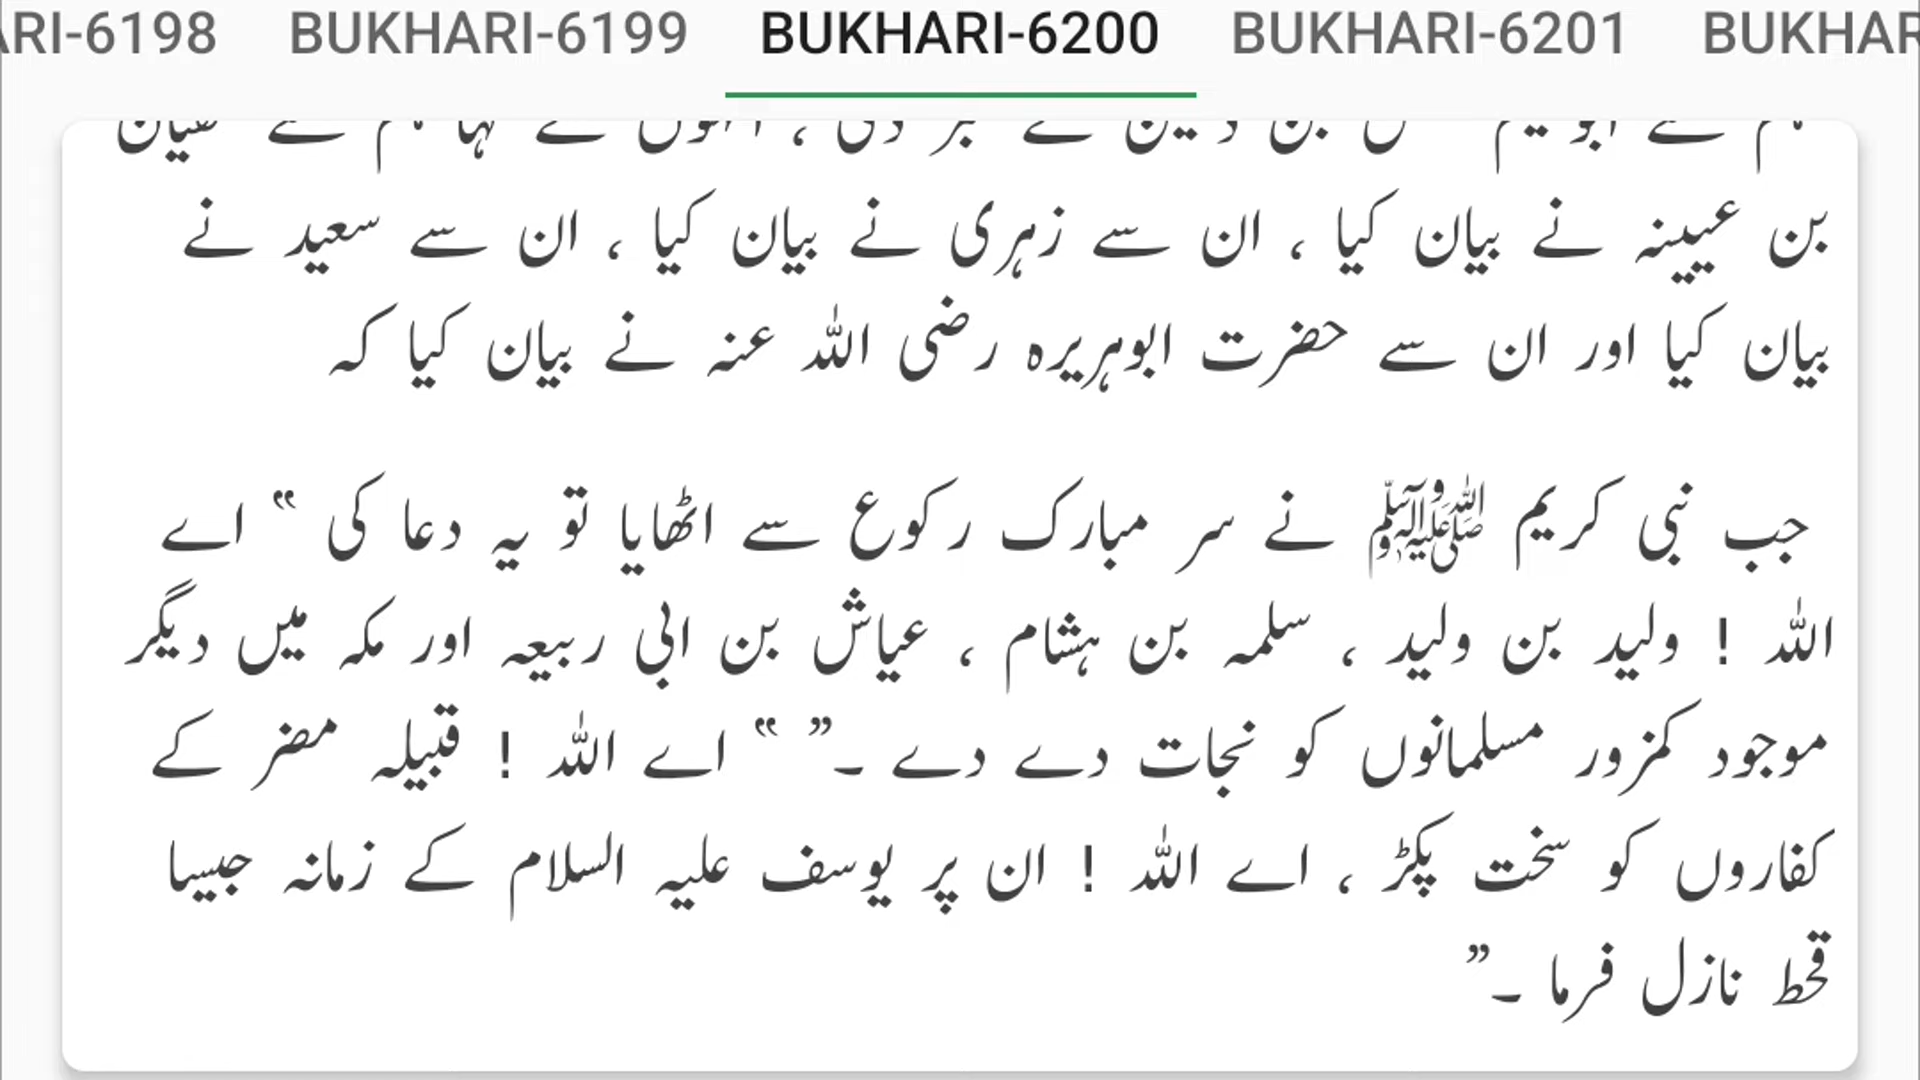 ARI-6198 BUKHARI-6199 BUKHARI-6200 BUKHARI-6201 BUKHAR
بن عیینہ نے بیان کیا ، ان سے زہری نے بیان کیا ، ان سے سعید نے
بیان کیا اور ان سے حضرت ابوہریرہ رضی اللہ عنہ نے بیان کیا کہ
جب نبی کریم ﷺ نے سر مبارک رکوع سے اٹھایا تو یہ دعا کی “ اے
اللہ ! ولید بن ولید ، سلمہ بن ہشام ، عیاش بن ابی ربیعہ اور مکہ میں دیگر
موجود کمزور مسلمانوں کو نجات دے دے ۔” “ اے اللہ ! قبیلہ مضر کے
کفاروں کو سخت پکڑ ، اے اللہ ! ان پر یوسف علیہ السلام کے زمانہ جیسا
قحط نازل فرما ۔”